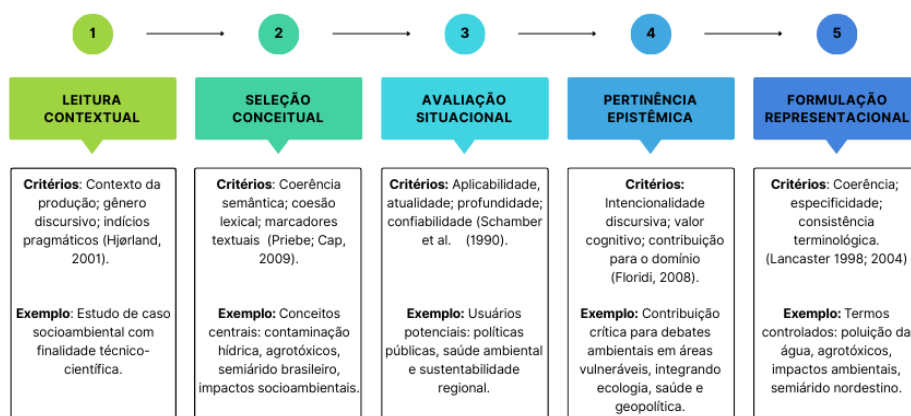 1
2
3
4
5
LEITURA
CONTEXTUAL
SELEÇÃO
CONCEITUAL
AVALIAÇÃO
SITUACIONAL
PERTINÊNCIA
EPISTÊMICA
FORMULAÇÃO
REPRESENTACIONAL
Critérios: Contexto da
produção; gênero
discursivo; indícios
pragmáticos (Hjørland,
2001).
Exemplo: Estudo de caso
socioambiental com
finalidade técnico-
científica.
Critérios: Coerência
semântica; coesão
lexical; marcadores
textuais (Priebe; Cap,
2009).
Exemplo: Conceitos
centrais: contaminação
hídrica, agrotóxicos,
semiárido brasileiro,
impactos socioambientais.
Critérios: Aplicabilidade,
atualidade; profundidade;
confiabilidade (Schamber
et al. (1990).
Exemplo: Usuários
potenciais: políticas
públicas, saúde ambiental
e sustentabilidade
regional.
Critérios:
Intencionalidade
discursiva; valor
cognitivo; contribuição
para o domínio
(Floridi, 2008).
Exemplo: Contribuição
crítica para debates
ambientais em áreas
vulneráveis, integrando
ecologia, saúde e
geopolítica.
Critérios: Coerência;
especificidade;
consistência
terminológica.
(Lancaster 1998; 2004)
Exemplo: Termos
controlados: poluição da
água, agrotóxicos,
impactos ambientais,
semiárido nordestino.